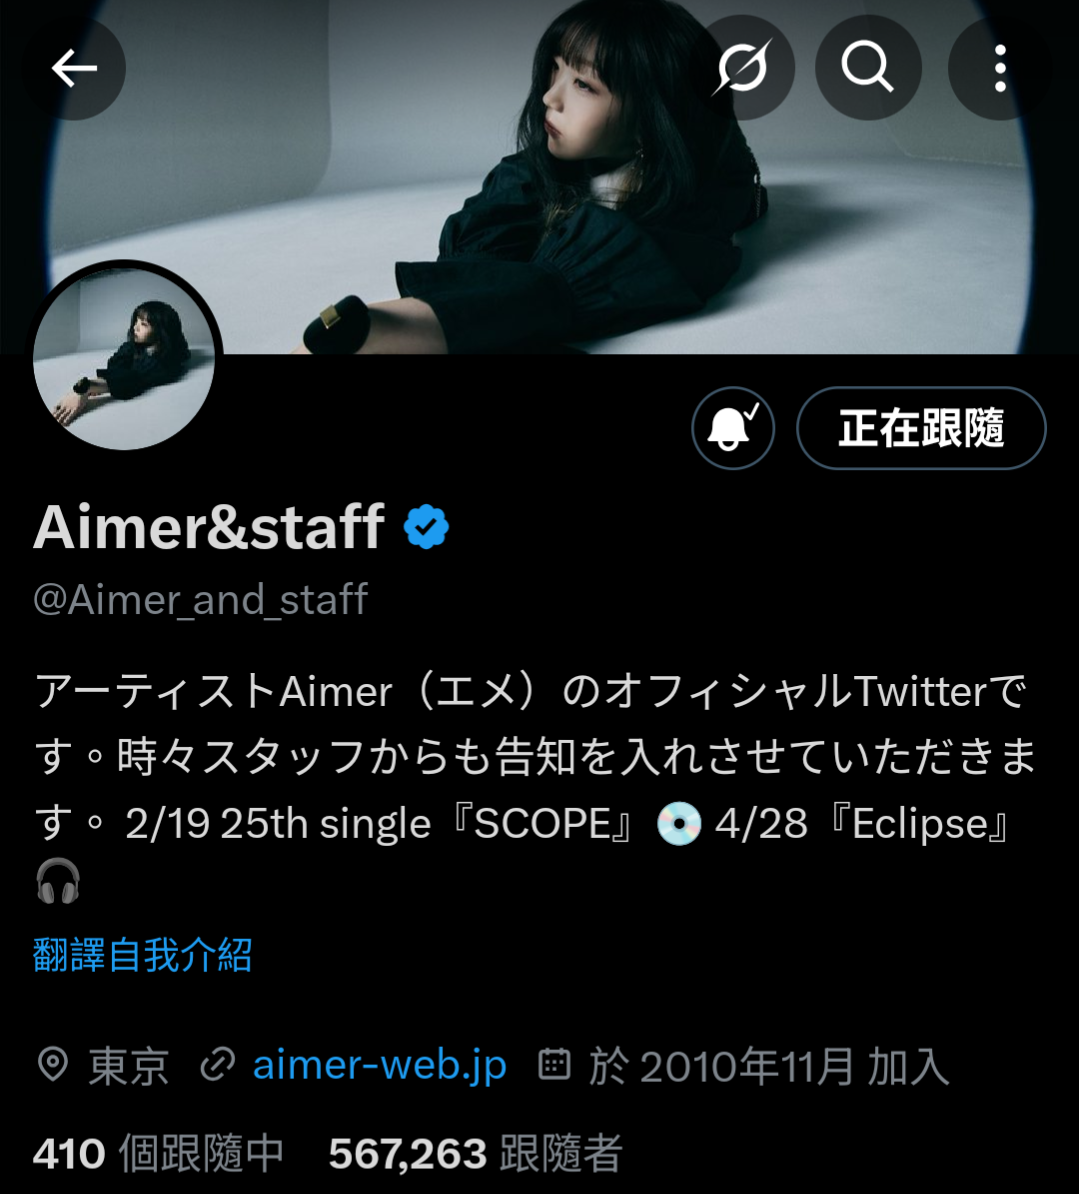 正在跟隨
Aimer&staff
@Aimer_and_staff
アーティストAimer（エメ）のオフィシャルTwitterで
す。時々スタッフからも告知を入れさせていただきま
す。 2/19 25th single『SCOPE』💿 4/28『Eclipse』
🎧
翻譯自我介紹
東京 aimer-web.jp 於 2010年11月 加入
410 個跟隨中 567,263 跟隨者